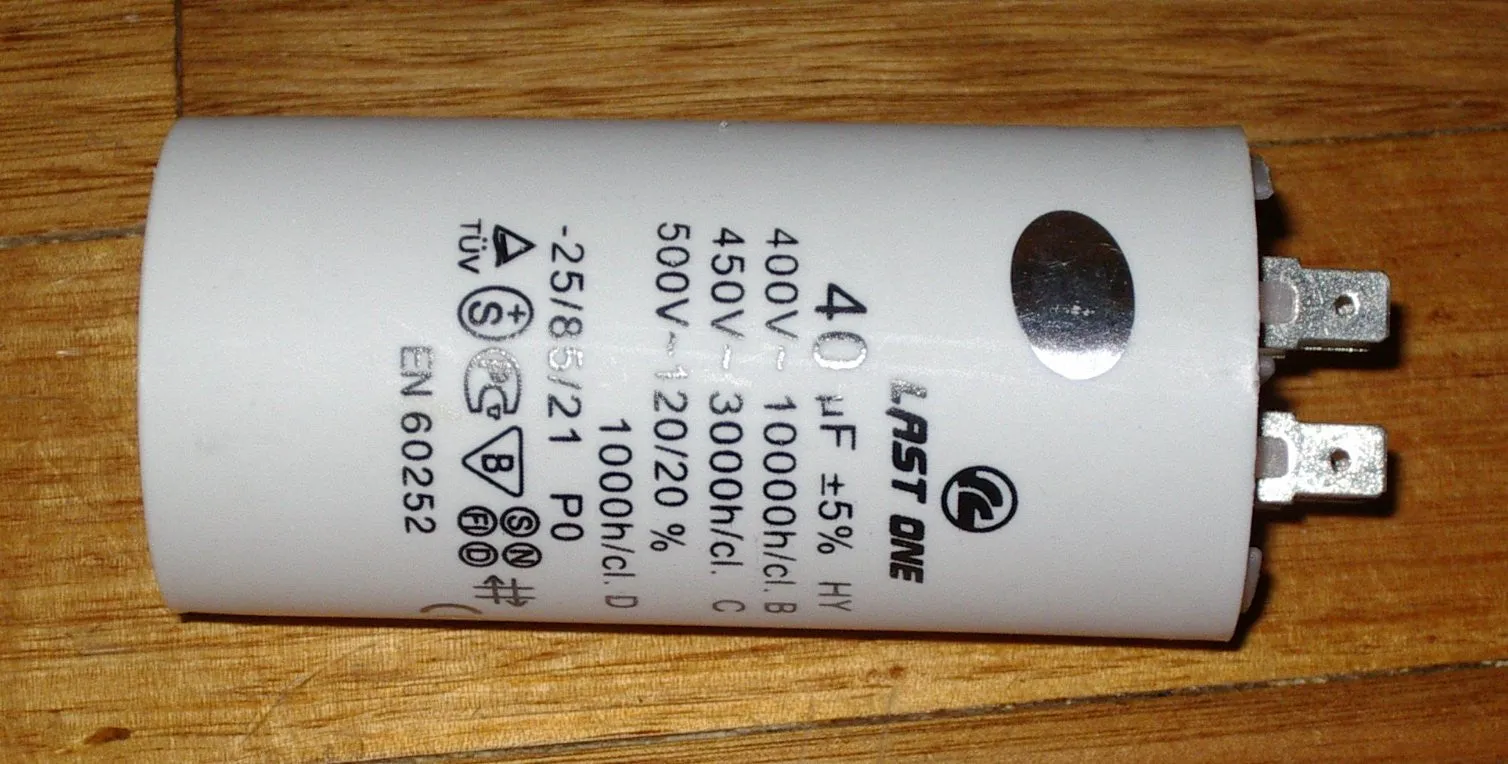 LAST ONE
40 µF ±5% HY
400V~ 10000h/cl. B
450V~ 3000h/cl. C
500V~120/20 %
1000h/cl. D
-25/85/21 P0
TÜV +S B S N FI D
EN 60252